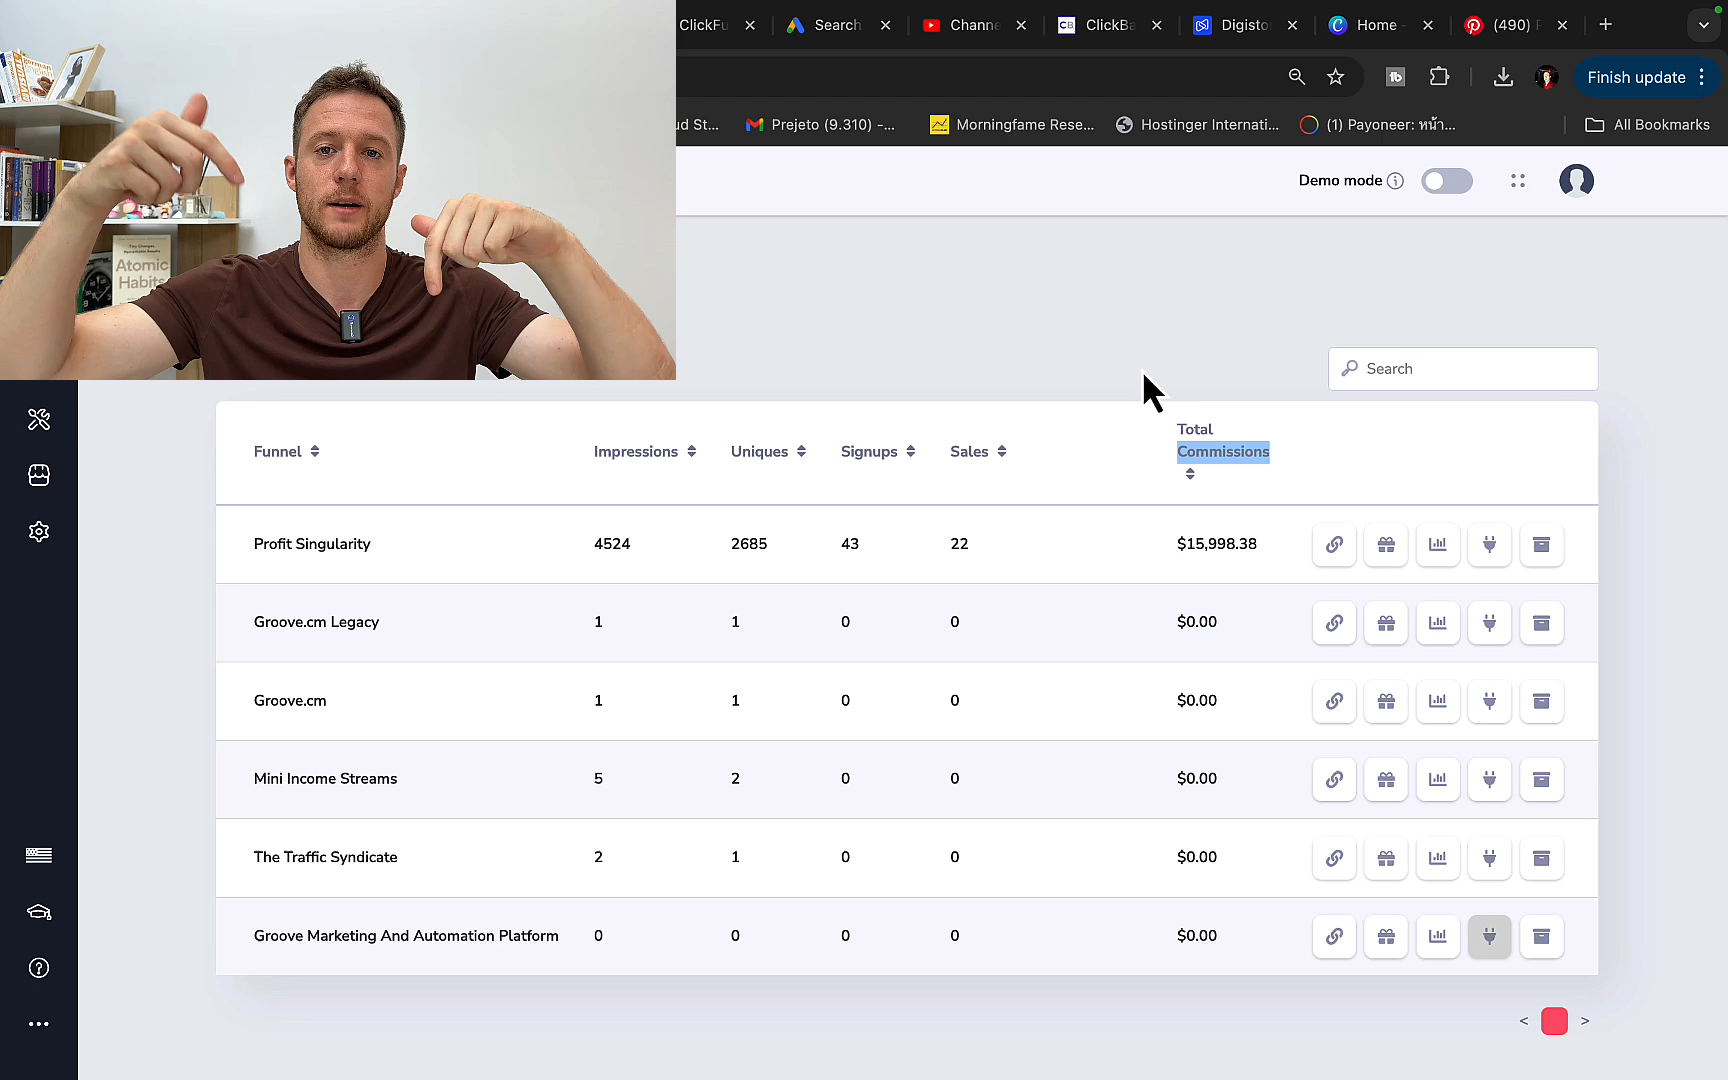 ClickFu
Search
Channe
CB
ClickBa
Digisto
Home -
(490)
tb
Finish update
ud St...
Prejeto (9.310) -...
Morningfame Rese...
Hostinger Internati...
(1) Payoneer: หน้า...
All Bookmarks
Demo mode
Search
Atomic
Habits
Funnel
Impressions
Uniques
Signups
Sales
Total
Commissions
Profit Singularity 4524 2685 43 22 $15,998.38
Groove.cm Legacy 1 1 0 0 $0.00
Groove.cm 1 1 0 0 $0.00
Mini Income Streams 5 2 0 0 $0.00
The Traffic Syndicate 2 1 0 0 $0.00
Groove Marketing And Automation Platform 0 0 0 0 $0.00
< >